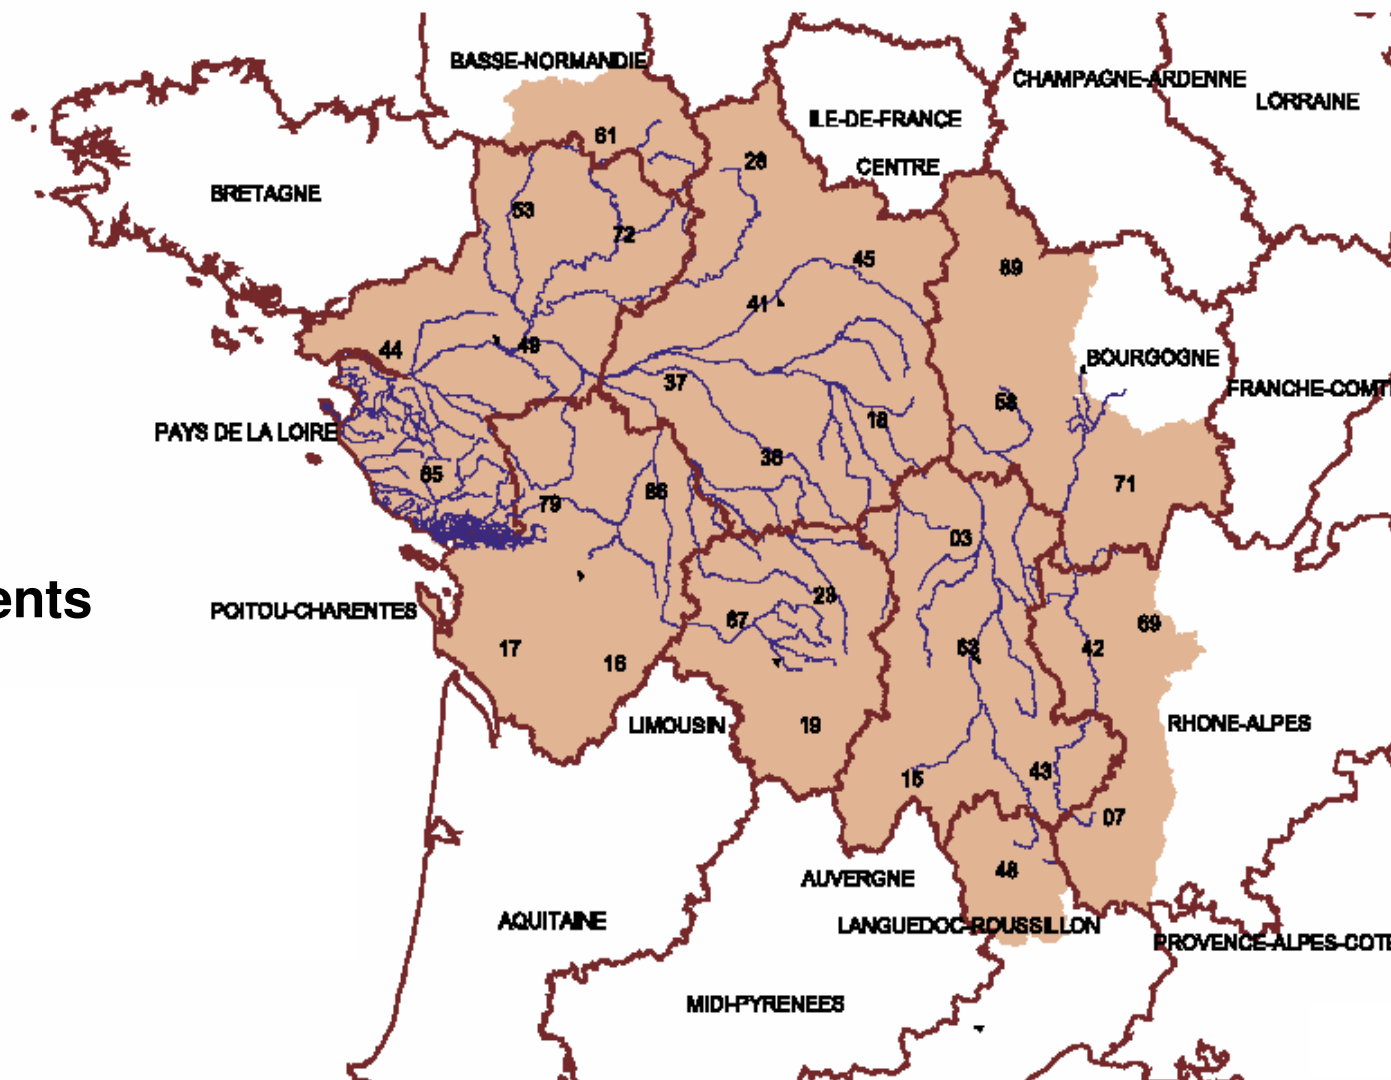 BASSE-NORMANDIE
CHAMPAGNE-ARDENNE
LORRAINE
ILE-DE-FRANCE
61
28
CENTRE
BRETAGNE
53
72
45
89
41
44
49
BOURGOGNE
37
FRANCHE-COMT
58
18
PAYS DE LA LOIRE
36
85
71
79
86
03
ents
POITOU-CHARENTES
23
87
69
17
16
63
42
LIMOUSIN
19
RHONE-ALPES
15
43
07
48
AUVERGNE
AQUITAINE
LANGUEDOC-ROUSSILLON
PROVENCE-ALPES-COTE
MIDI-PYRENEES